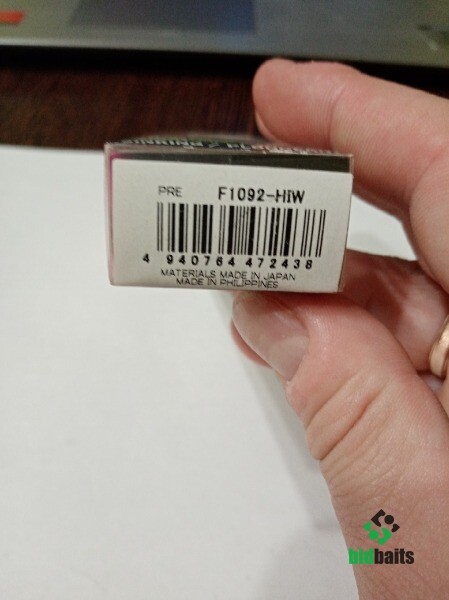 PRE F1092-HiW
4 940764 472438
MATERIALS MADE IN JAPAN
MADE IN PHILIPPINES
bidbaits